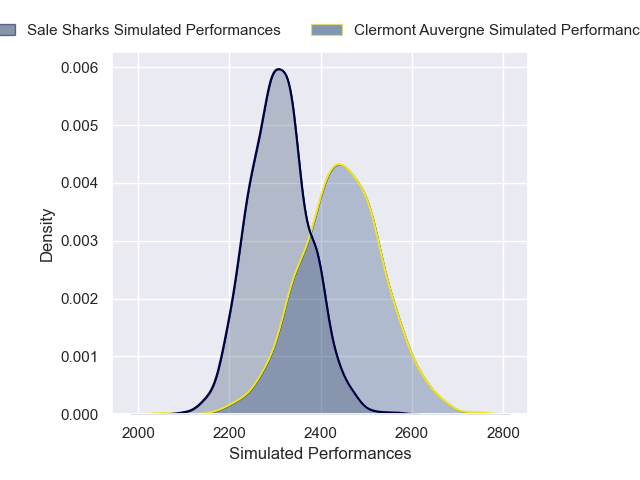 Sale Sharks Simulated Performances Clermont Auvergne Simulated Performanc
0.006
0.005
0.004
0.003
0.002
0.001
0.000
Density
2000 2200 2400 2600 2800
Simulated Performances